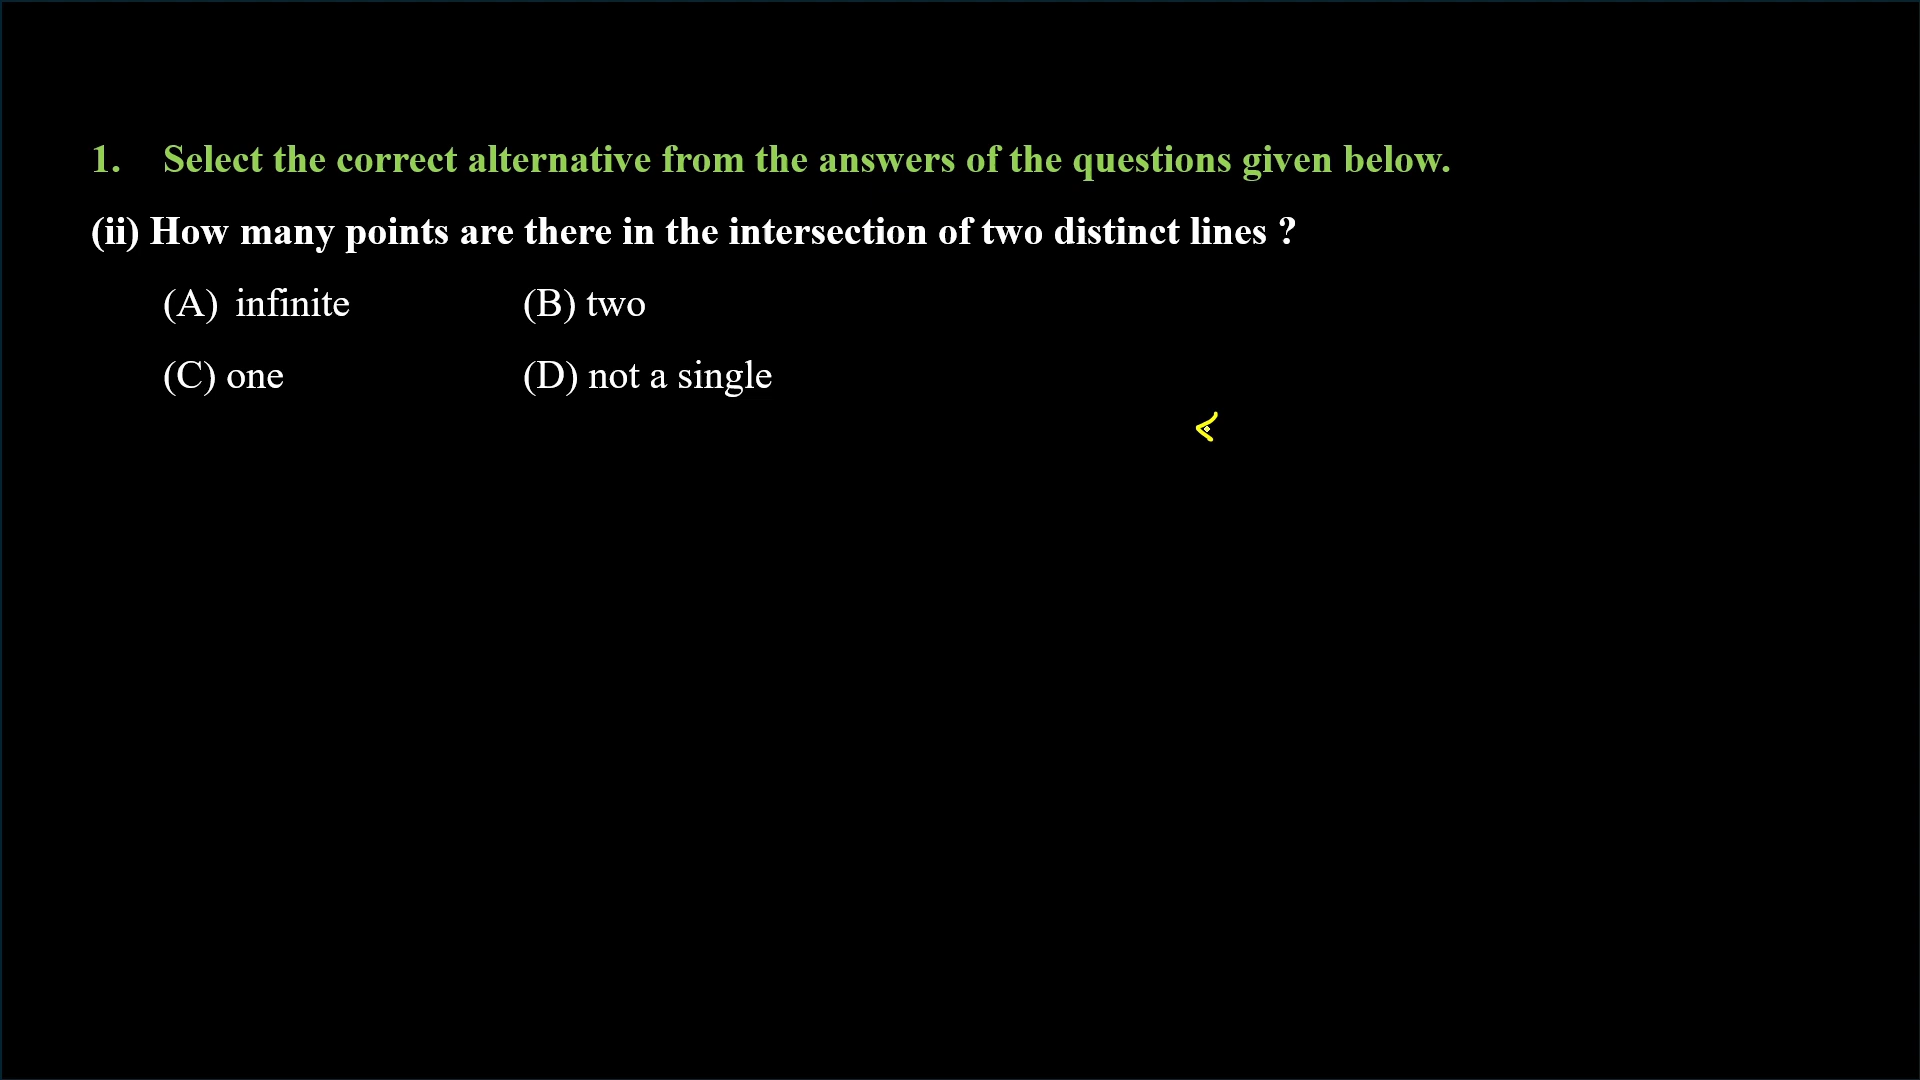 1. Select the correct alternative from the answers of the questions given below.
(ii) How many points are there in the intersection of two distinct lines ?
(A) infinite (B) two
(C) one (D) not a single